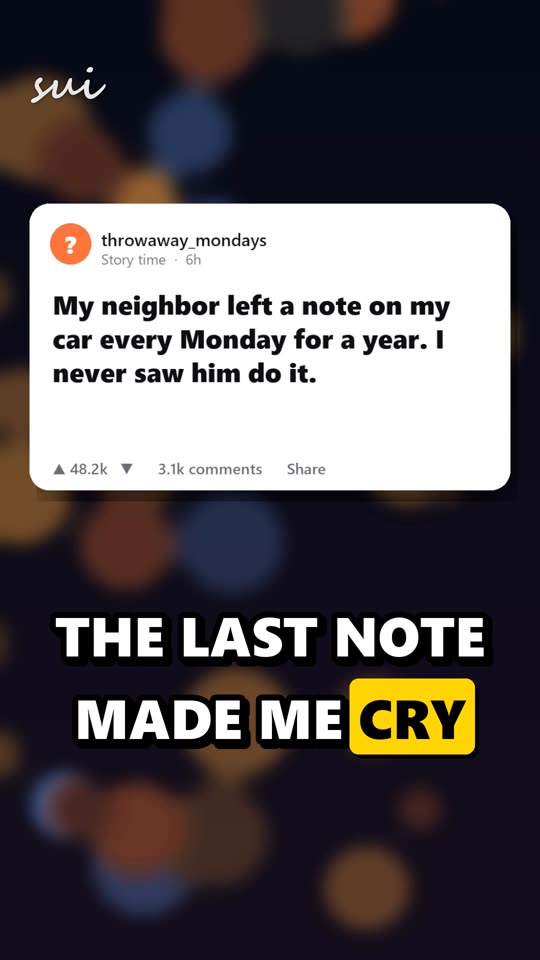 sui
?
throwaway_mondays
Story time · 6h
My neighbor left a note on my
car every Monday for a year. I
never saw him do it.
▲ 48.2k ▼ 3.1k comments Share
THE LAST NOTE
MADE ME CRY